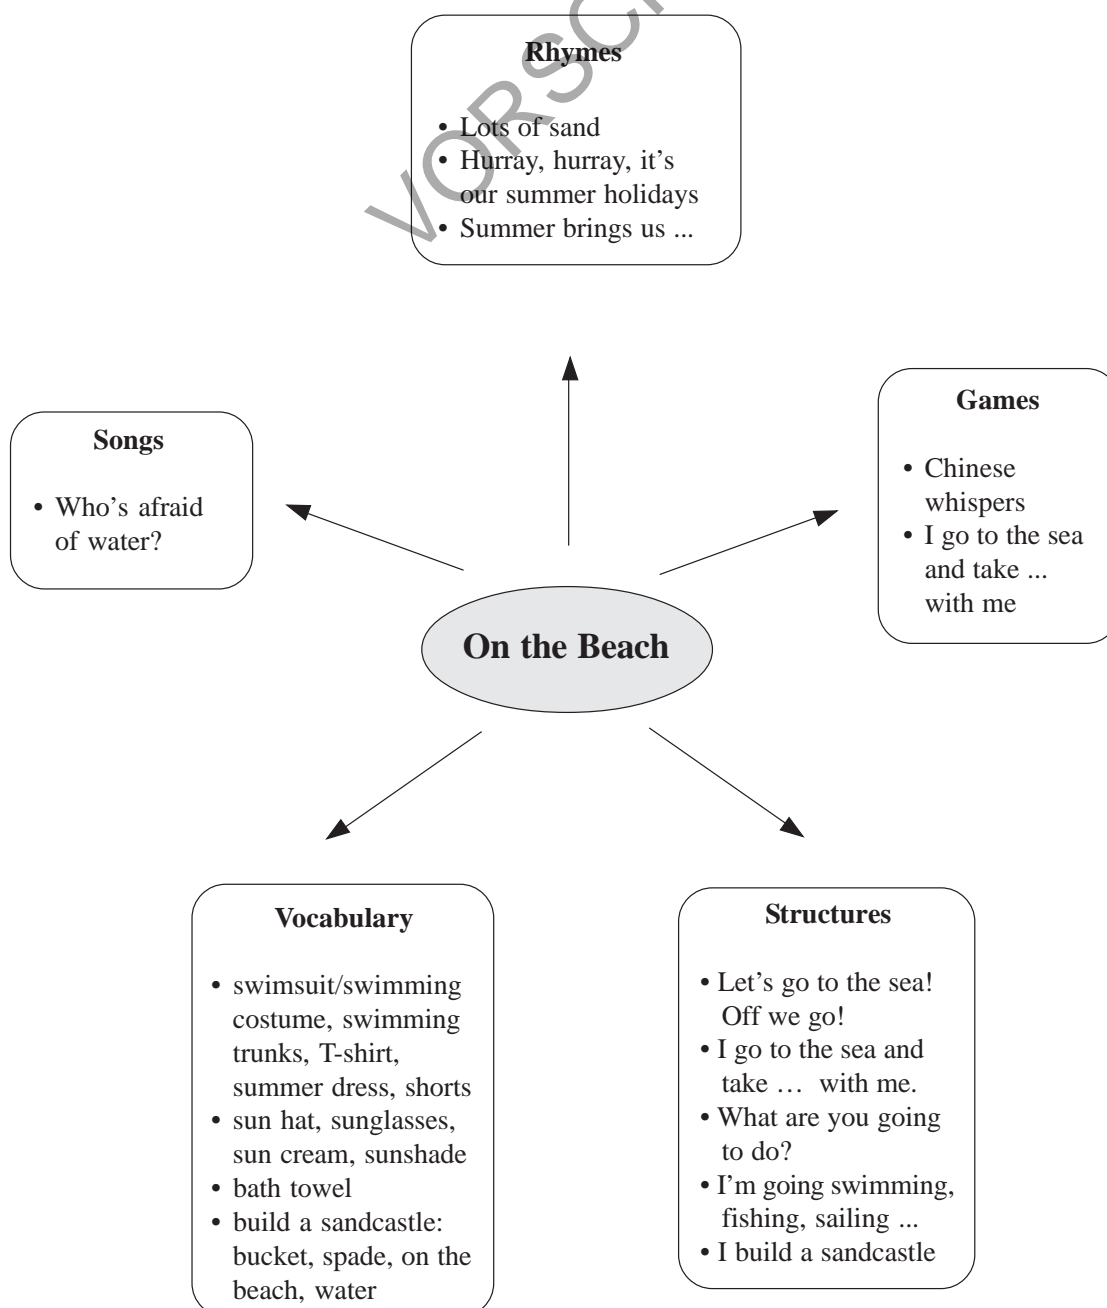 VORSC
Rhymes
• Lots of sand
• Hurray, hurray, it's
our summer holidays
• Summer brings us ...
Songs
• Who's afraid
of water?
Games
• Chinese
whispers
• I go to the sea
and take ...
with me
On the Beach
Vocabulary
• swimsuit/swimming
costume, swimming
trunks, T-shirt,
summer dress, shorts
• sun hat, sunglasses,
sun cream, sunshade
• bath towel
• build a sandcastle:
bucket, spade, on the
beach, water
Structures
• Let's go to the sea!
Off we go!
• I go to the sea and
take … with me.
• What are you going
to do?
• I'm going swimming,
fishing, sailing ...
• I build a sandcastle